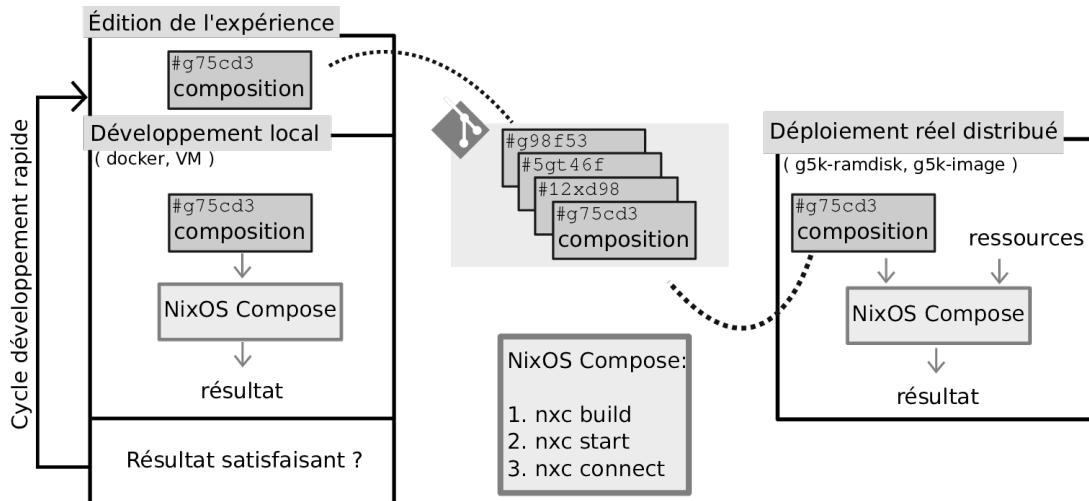 Édition de l'expérience
#g75cd3
composition
Développement local
( docker, VM )
#g75cd3
composition
NixOS Compose
résultat
Résultat satisfaisant ?
Cycle dévelopement rapide
#g98f53
#5gt46f
#12xd98
#g75cd3
composition
NixOS Compose:
1. nxc build
2. nxc start
3. nxc connect
Déploiement réel distribué
( g5k-ramdisk, g5k-image )
#g75cd3
composition
ressources
NixOS Compose
résultat